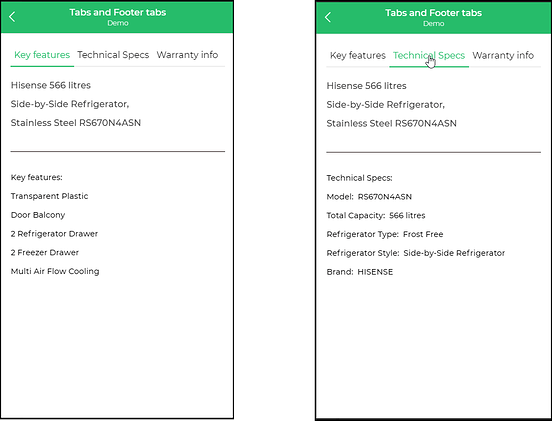 Tabs and Footer tabs
Demo
Key features Technical Specs Warranty info
Hisense 566 litres
Side-by-Side Refrigerator,
Stainless Steel RS670N4ASN
Key features:
Transparent Plastic
Door Balcony
2 Refrigerator Drawer
2 Freezer Drawer
Multi Air Flow Cooling
Tabs and Footer tabs
Demo
Key features Technical Specs Warranty info
Hisense 566 litres
Side-by-Side Refrigerator,
Stainless Steel RS670N4ASN
Technical Specs:
Model: RS670N4ASN
Total Capacity: 566 litres
Refrigerator Type: Frost Free
Refrigerator Style: Side-by-Side Refrigerator
Brand: HISENSE